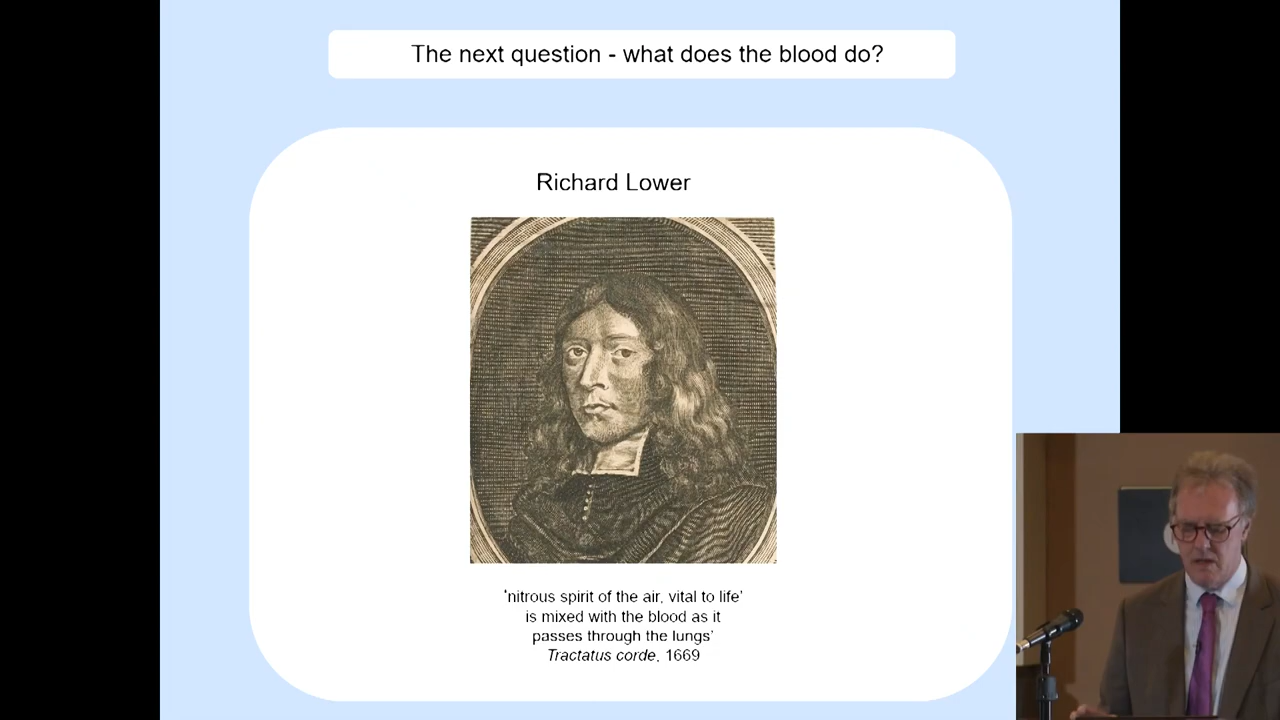 The next question - what does the blood do?
Richard Lower
‘nitrous spirit of the air, vital to life’
is mixed with the blood as it
passes through the lungs’
Tractatus corde, 1669